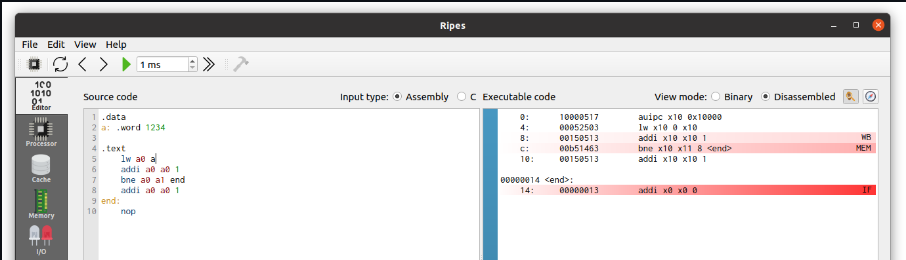 Ripes
File Edit View Help
1 ms
Source code Input type: Assembly C Executable code View mode: Binary Disassembled
Editor
Processor
Cache
Memory
I/O
1 .data
2 a: .word 1234
3
4 .text
5 lw a0 a
6 addi a0 a0 1
7 bne a0 a1 end
8 addi a0 a0 1
9 end:
10 nop
0: 10000517 auipc x10 0x10000
4: 00052503 lw x10 0 x10
8: 00150513 addi x10 x10 1 WB
c: 00b51463 bne x10 x11 8 <end> MEM
10: 00150513 addi x10 x10 1
00000014 <end>:
14: 00000013 addi x0 x0 0 IF